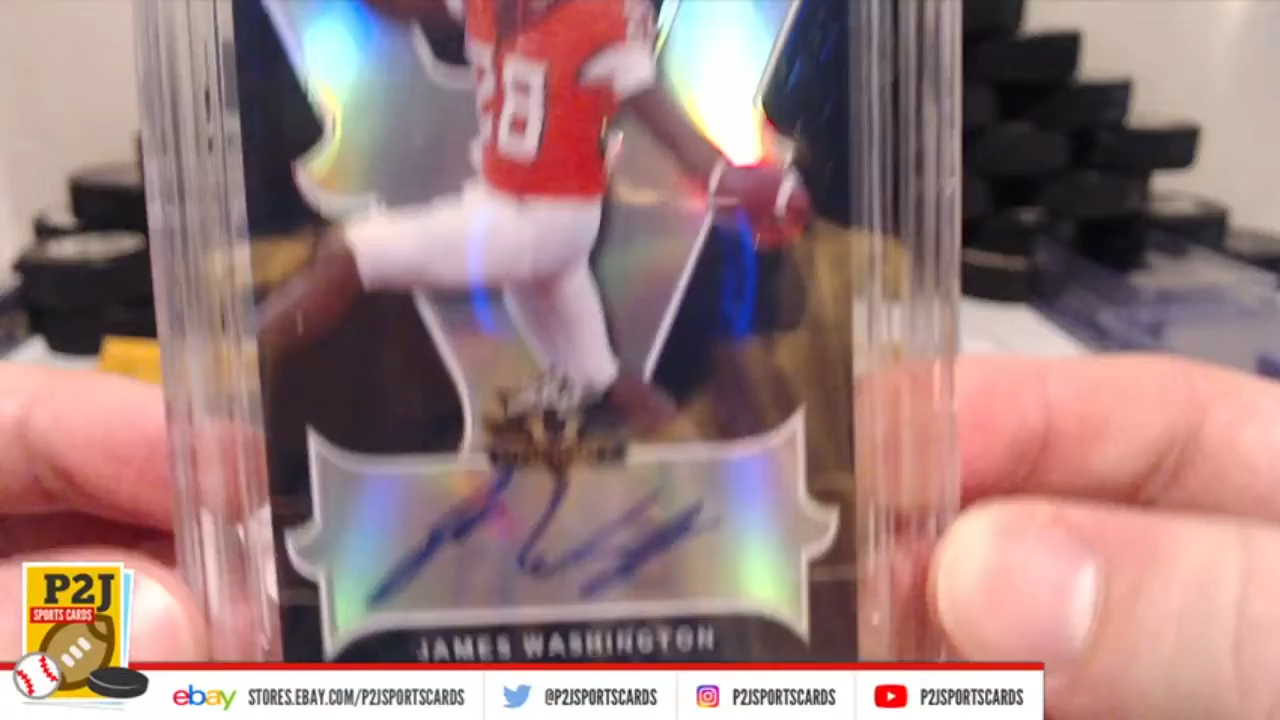 28
JAMES WASHINGTON
P2J
SPORTS CARDS
ebay STORES.EBAY.COM/P2JSPORTSCARDS
@P2JSPORTSCARDS
P2JSPORTSCARDS
P2JSPORTSCARDS